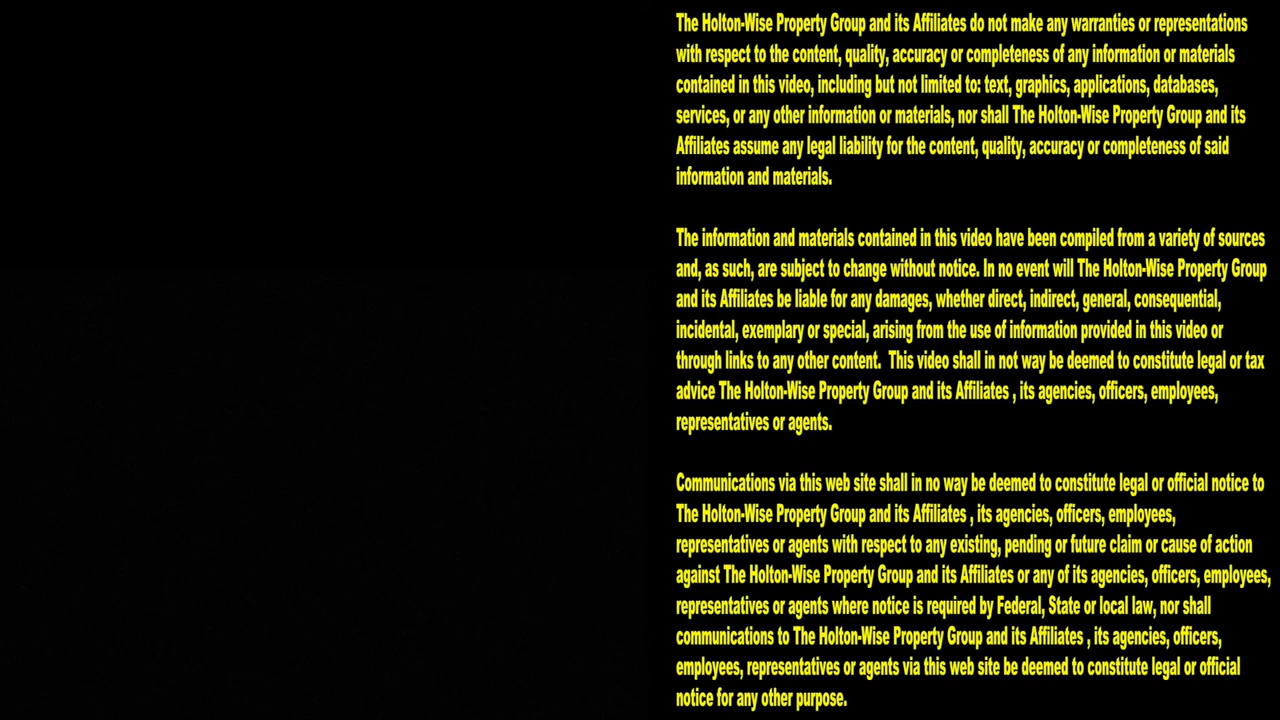 The Holton-Wise Property Group and its Affiliates do not make any warranties or representations
with respect to the content, quality, accuracy or completeness of any information or materials
contained in this video, including but not limited to: text, graphics, applications, databases,
services, or any other information or materials, nor shall The Holton-Wise Property Group and its
Affiliates assume any legal liability for the content, quality, accuracy or completeness of said
information and materials.
The information and materials contained in this video have been compiled from a variety of sources
and, as such, are subject to change without notice. In no event will The Holton-Wise Property Group
and its Affiliates be liable for any damages, whether direct, indirect, general, consequential,
incidental, exemplary or special, arising from the use of information provided in this video or
through links to any other content.  This video shall in not way be deemed to constitute legal or tax
advice The Holton-Wise Property Group and its Affiliates , its agencies, officers, employees,
representatives or agents.
Communications via this web site shall in no way be deemed to constitute legal or official notice to
The Holton-Wise Property Group and its Affiliates , its agencies, officers, employees,
representatives or agents with respect to any existing, pending or future claim or cause of action
against The Holton-Wise Property Group and its Affiliates or any of its agencies, officers, employees,
representatives or agents where notice is required by Federal, State or local law, nor shall
communications to The Holton-Wise Property Group and its Affiliates , its agencies, officers,
employees, representatives or agents via this web site be deemed to constitute legal or official
notice for any other purpose.